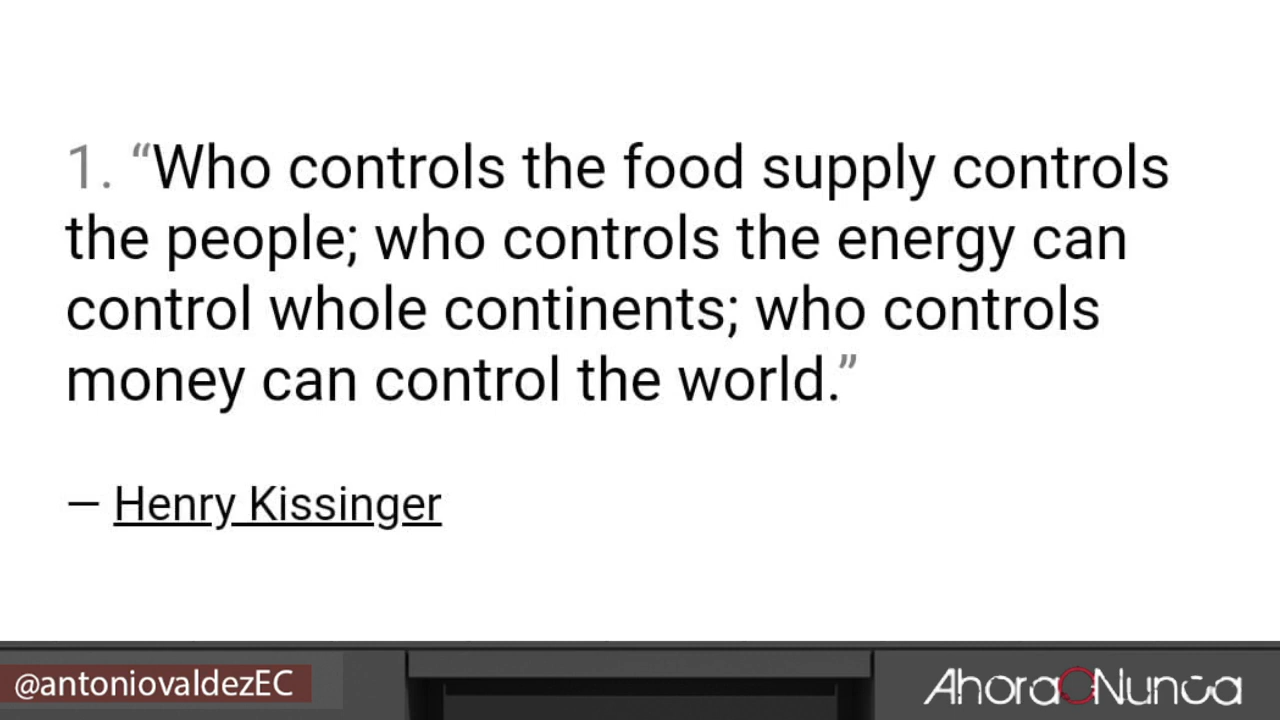 1. “Who controls the food supply controls
the people; who controls the energy can
control whole continents; who controls
money can control the world.”
— Henry Kissinger
@antoniovaldezEC
AhoraONunca